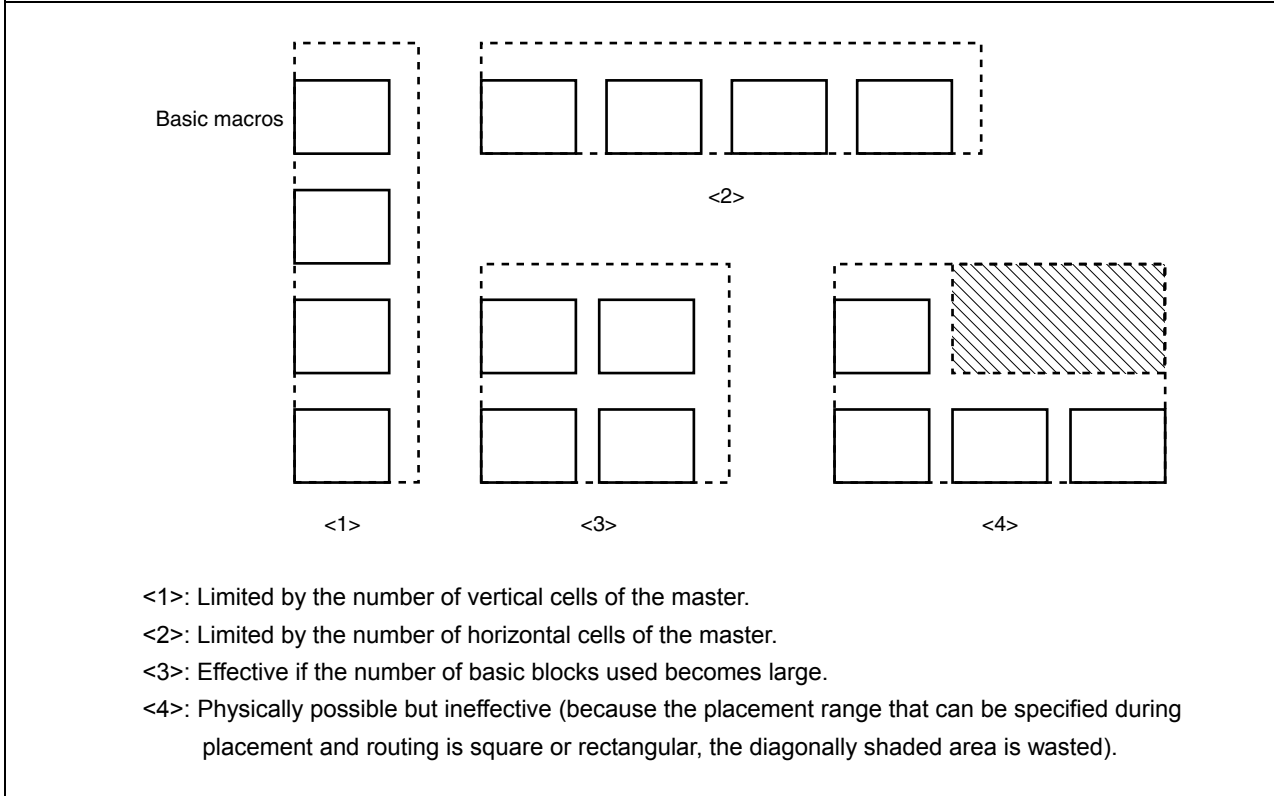 Basic macros
<2>
<1>
<3>
<4>
<1>: Limited by the number of vertical cells of the master.
<2>: Limited by the number of horizontal cells of the master.
<3>: Effective if the number of basic blocks used becomes large.
<4>: Physically possible but ineffective (because the placement range that can be specified during
placement and routing is square or rectangular, the diagonally shaded area is wasted).